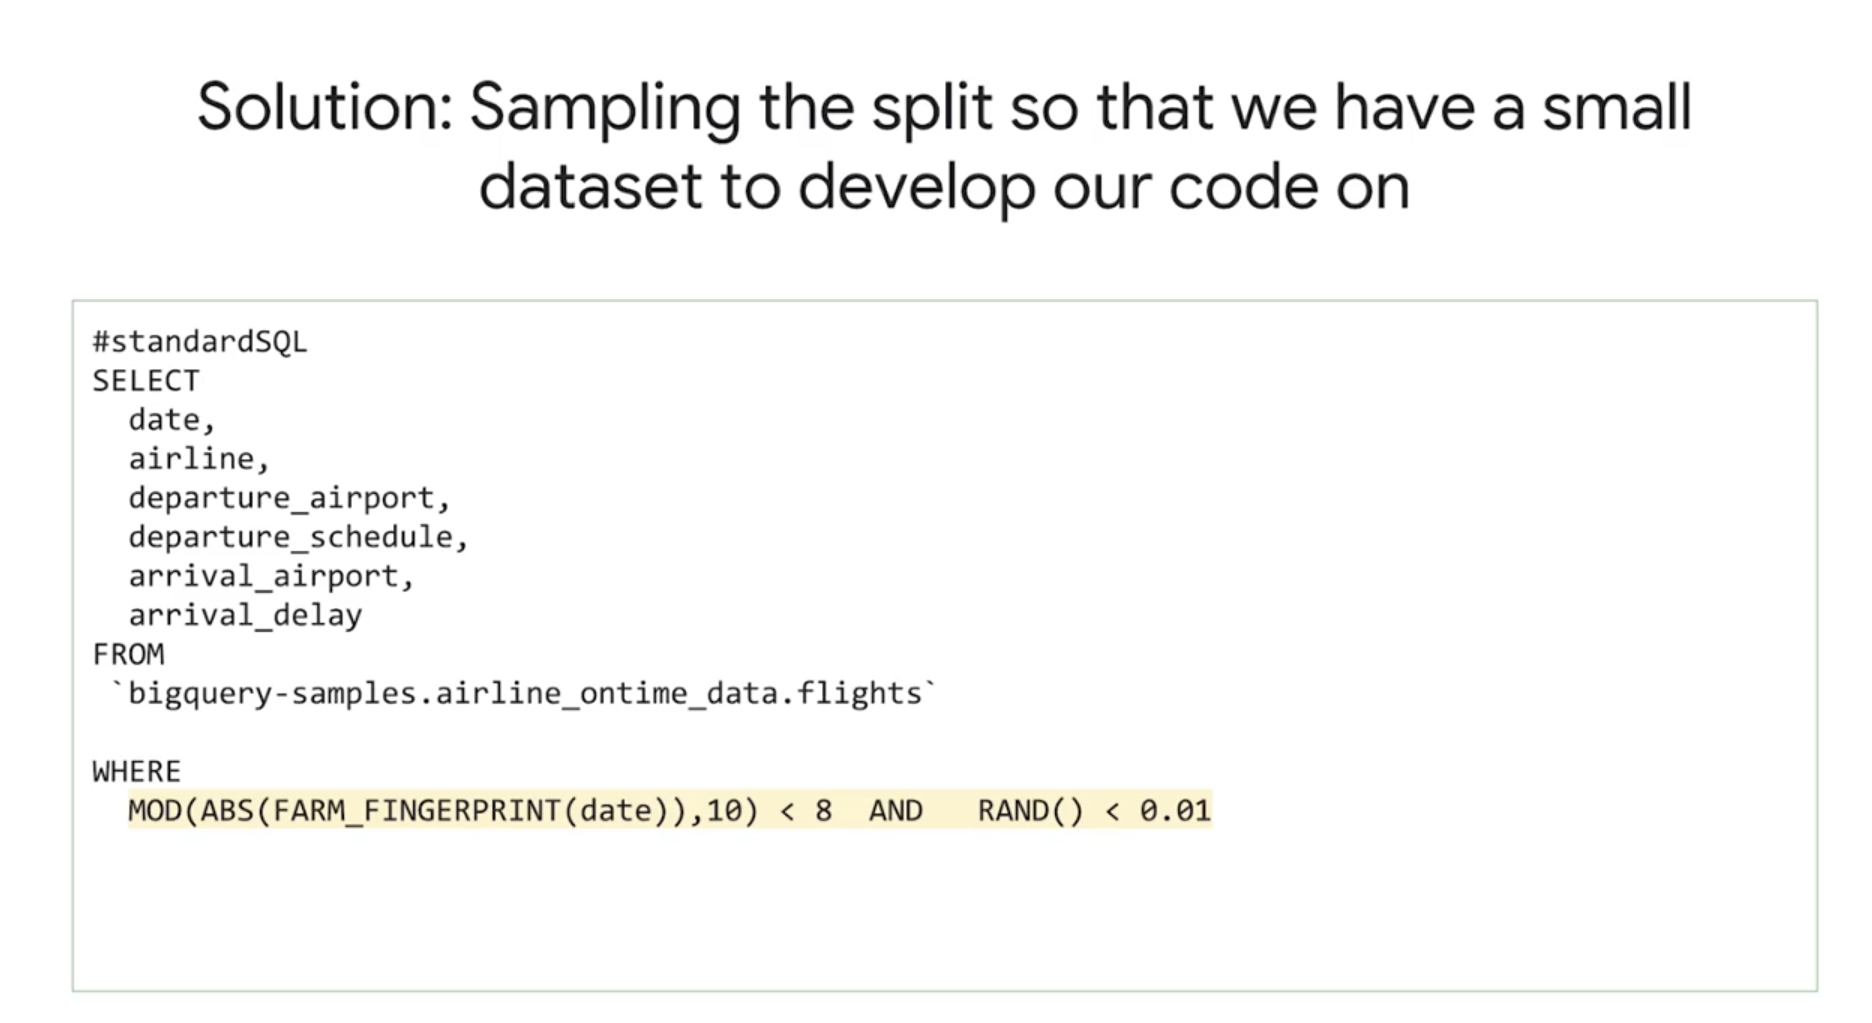 Solution: Sampling the split so that we have a small
dataset to develop our code on
#standardSQL
SELECT
  date,
  airline,
  departure_airport,
  departure_schedule,
  arrival_airport,
  arrival_delay
FROM
 `bigquery-samples.airline_ontime_data.flights`
WHERE
  MOD(ABS(FARM_FINGERPRINT(date)),10) < 8  AND   RAND() < 0.01